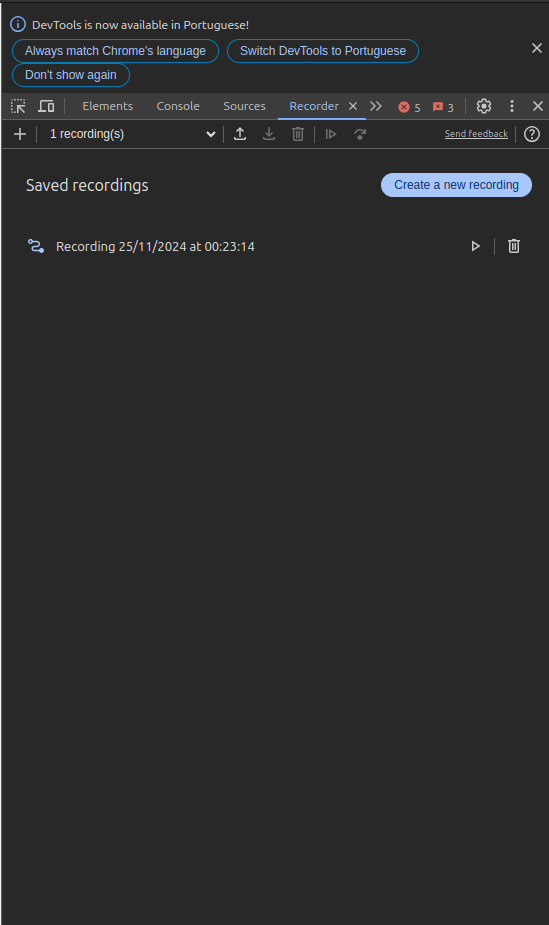 DevTools is now available in Portuguese!
Always match Chrome's language Switch DevTools to Portuguese
Don't show again
Elements Console Sources Recorder 5 3
1 recording(s) Send feedback
Saved recordings Create a new recording
Recording 25/11/2024 at 00:23:14